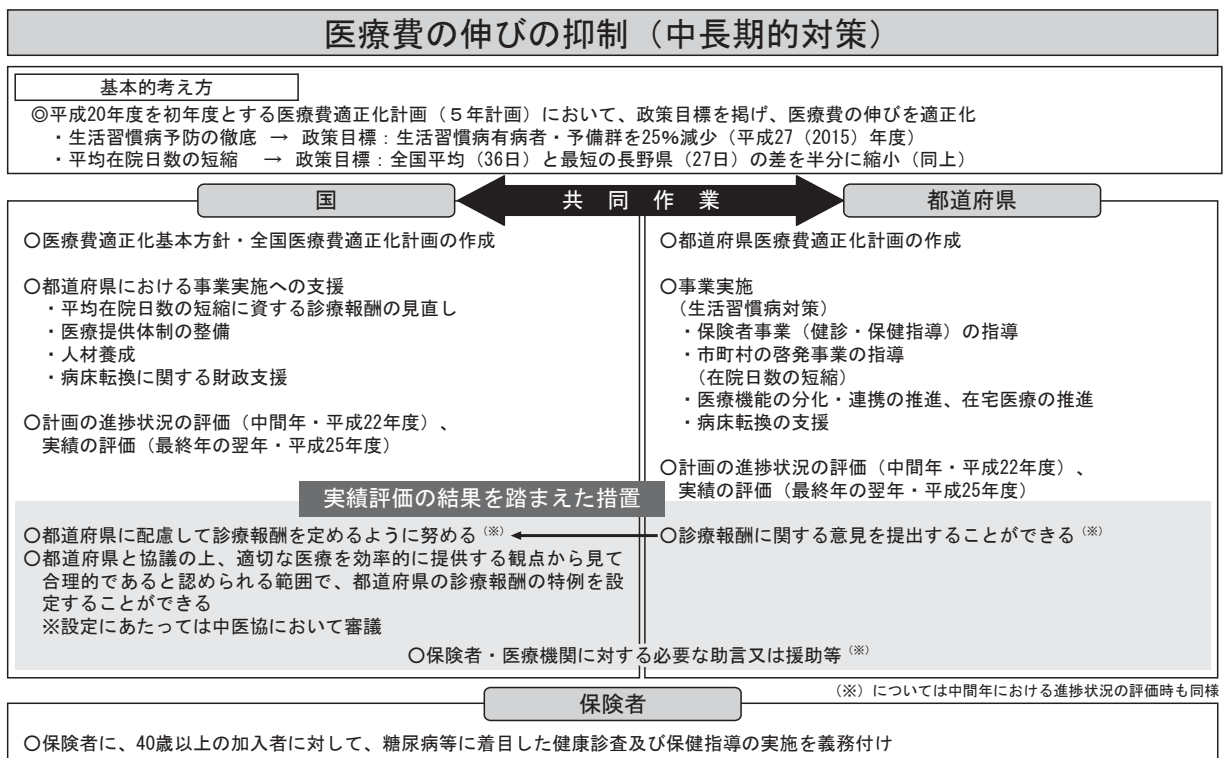 医療費の伸びの抑制（中長期的対策）
基本的考え方
◎平成20年度を初年度とする医療費適正化計画（５年計画）において、政策目標を掲げ、医療費の伸びを適正化
・生活習慣病予防の徹底 → 政策目標：生活習慣病有病者・予備群を25%減少（平成27（2015）年度）
・平均在院日数の短縮 → 政策目標：全国平均（36日）と最短の長野県（27日）の差を半分に縮小（同上）
共同作業
国
〇医療費適正化基本方針・全国医療費適正化計画の作成
〇都道府県における事業実施への支援
・平均在院日数の短縮に資する診療報酬の見直し
・医療提供体制の整備
・人材養成
・病床転換に関する財政支援
〇計画の進捗状況の評価（中間年・平成22年度）、
実績の評価（最終年の翌年・平成25年度）
都道府県
〇都道府県医療費適正化計画の作成
〇事業実施
（生活習慣病対策）
・保険者事業（健診・保健指導）の指導
・市町村の啓発事業の指導
（在院日数の短縮）
・医療機能の分化・連携の推進、在宅医療の推進
・病床転換の支援
〇計画の進捗状況の評価（中間年・平成22年度）、
実績の評価（最終年の翌年・平成25年度）
実績評価の結果を踏まえた措置
〇都道府県に配慮して診療報酬を定めるように努める（※）
〇都道府県と協議の上、適切な医療を効率的に提供する観点から見て
合理的であると認められる範囲で、都道府県の診療報酬の特例を設
定することができる
※設定にあたっては中医協において審議
〇診療報酬に関する意見を提出することができる（※）
〇保険者・医療機関に対する必要な助言又は援助等（※）
（※）については中間年における進捗状況の評価時も同様
保険者
〇保険者に、40歳以上の加入者に対して、糖尿病等に着目した健康診査及び保健指導の実施を義務付け